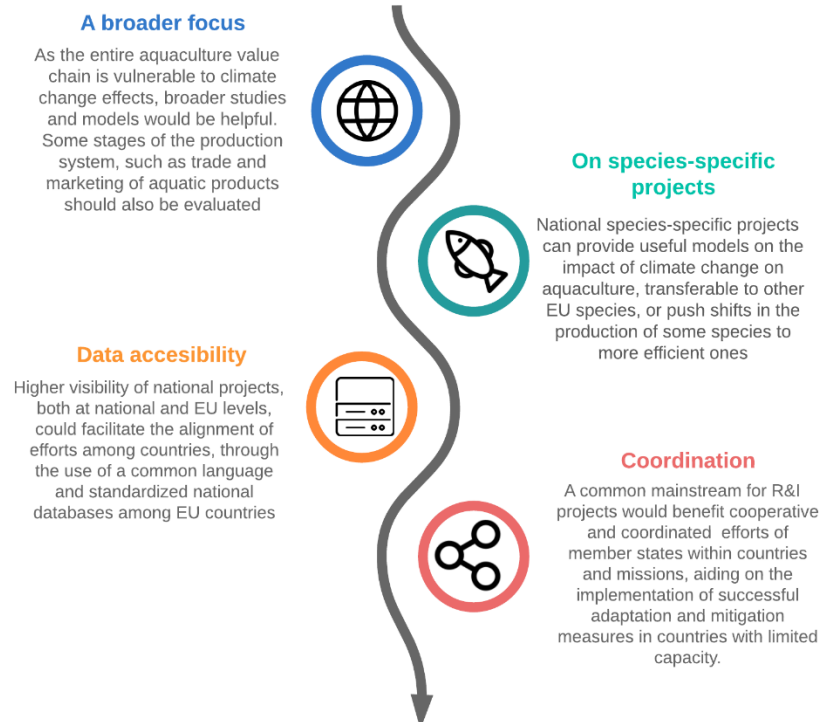 A broader focus
As the entire aquaculture value
chain is vulnerable to climate
change effects, broader studies
and models would be helpful.
Some stages of the production
system, such as trade and
marketing of aquatic products
should also be evaluated
On species-specific
projects
National species-specific projects
can provide useful models on the
impact of climate change on
aquaculture, transferable to other
EU species, or push shifts in the
production of some species to
more efficient ones
Data accesibility
Higher visibility of national projects,
both at national and EU levels,
could facilitate the alignment of
efforts among countries, through
the use of a common language
and standardized national
databases among EU countries
Coordination
A common mainstream for R&I
projects would benefit cooperative
and coordinated efforts of
member states within countries
and missions, aiding on the
implementation of successful
adaptation and mitigation
measures in countries with limited
capacity.